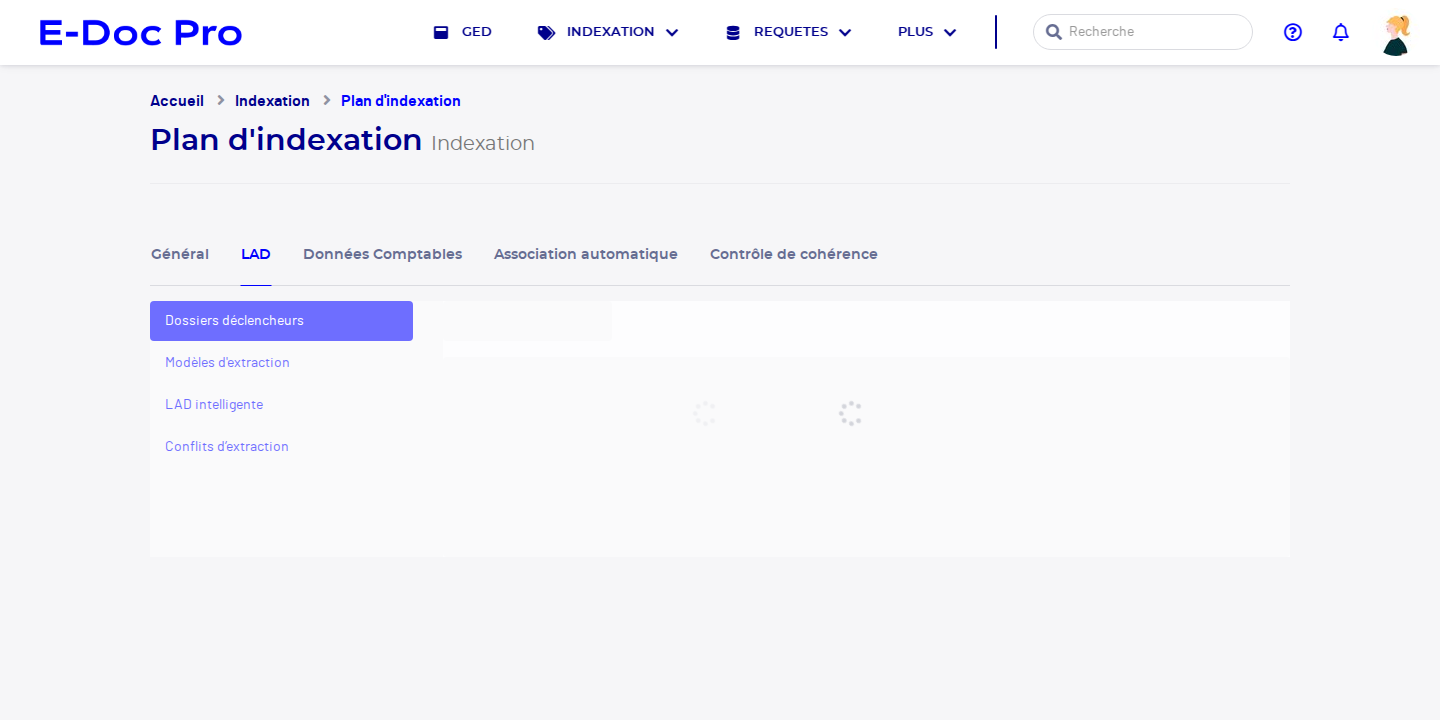 E-Doc Pro GED INDEXATION REQUETES PLUS Recherche
Accueil Indexation Plan d'indexation
Plan d'indexation Indexation
Général LAD Données Comptables Association automatique Contrôle de cohérence
Dossiers déclencheurs
Modèles d'extraction
LAD intelligente
Conflits d'extraction